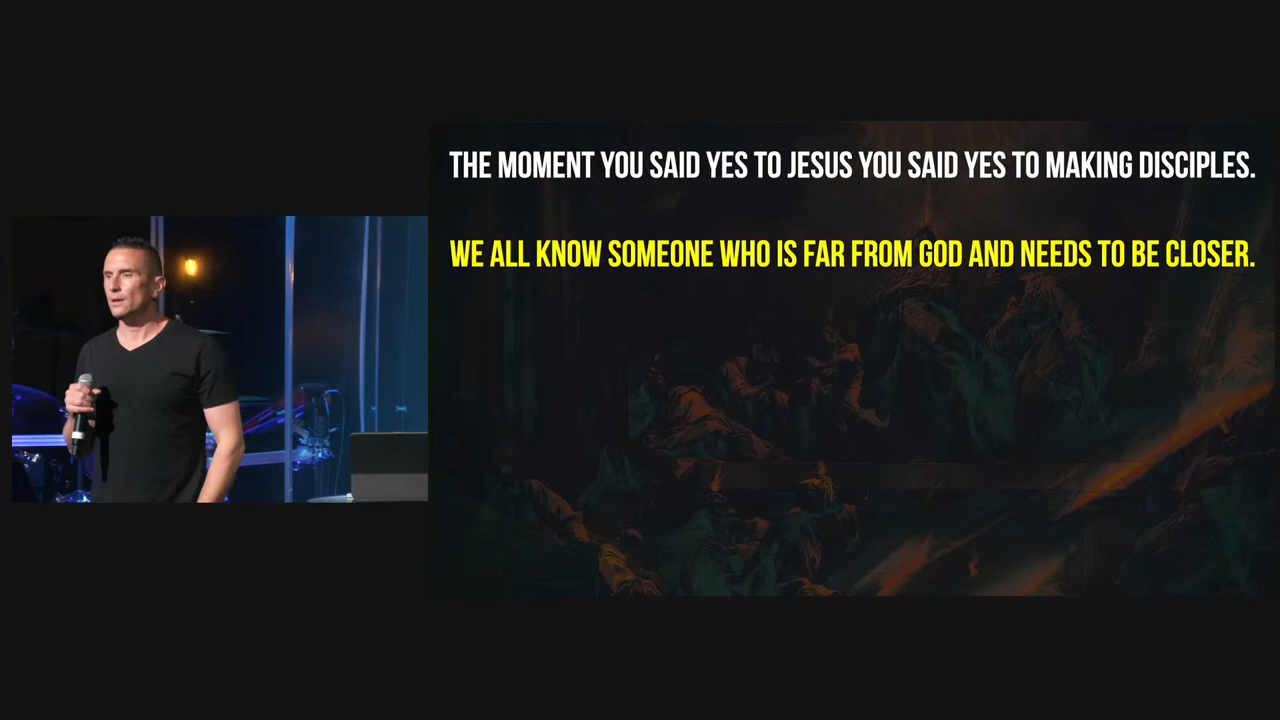 THE MOMENT YOU SAID YES TO JESUS YOU SAID YES TO MAKING DISCIPLES.
WE ALL KNOW SOMEONE WHO IS FAR FROM GOD AND NEEDS TO BE CLOSER.